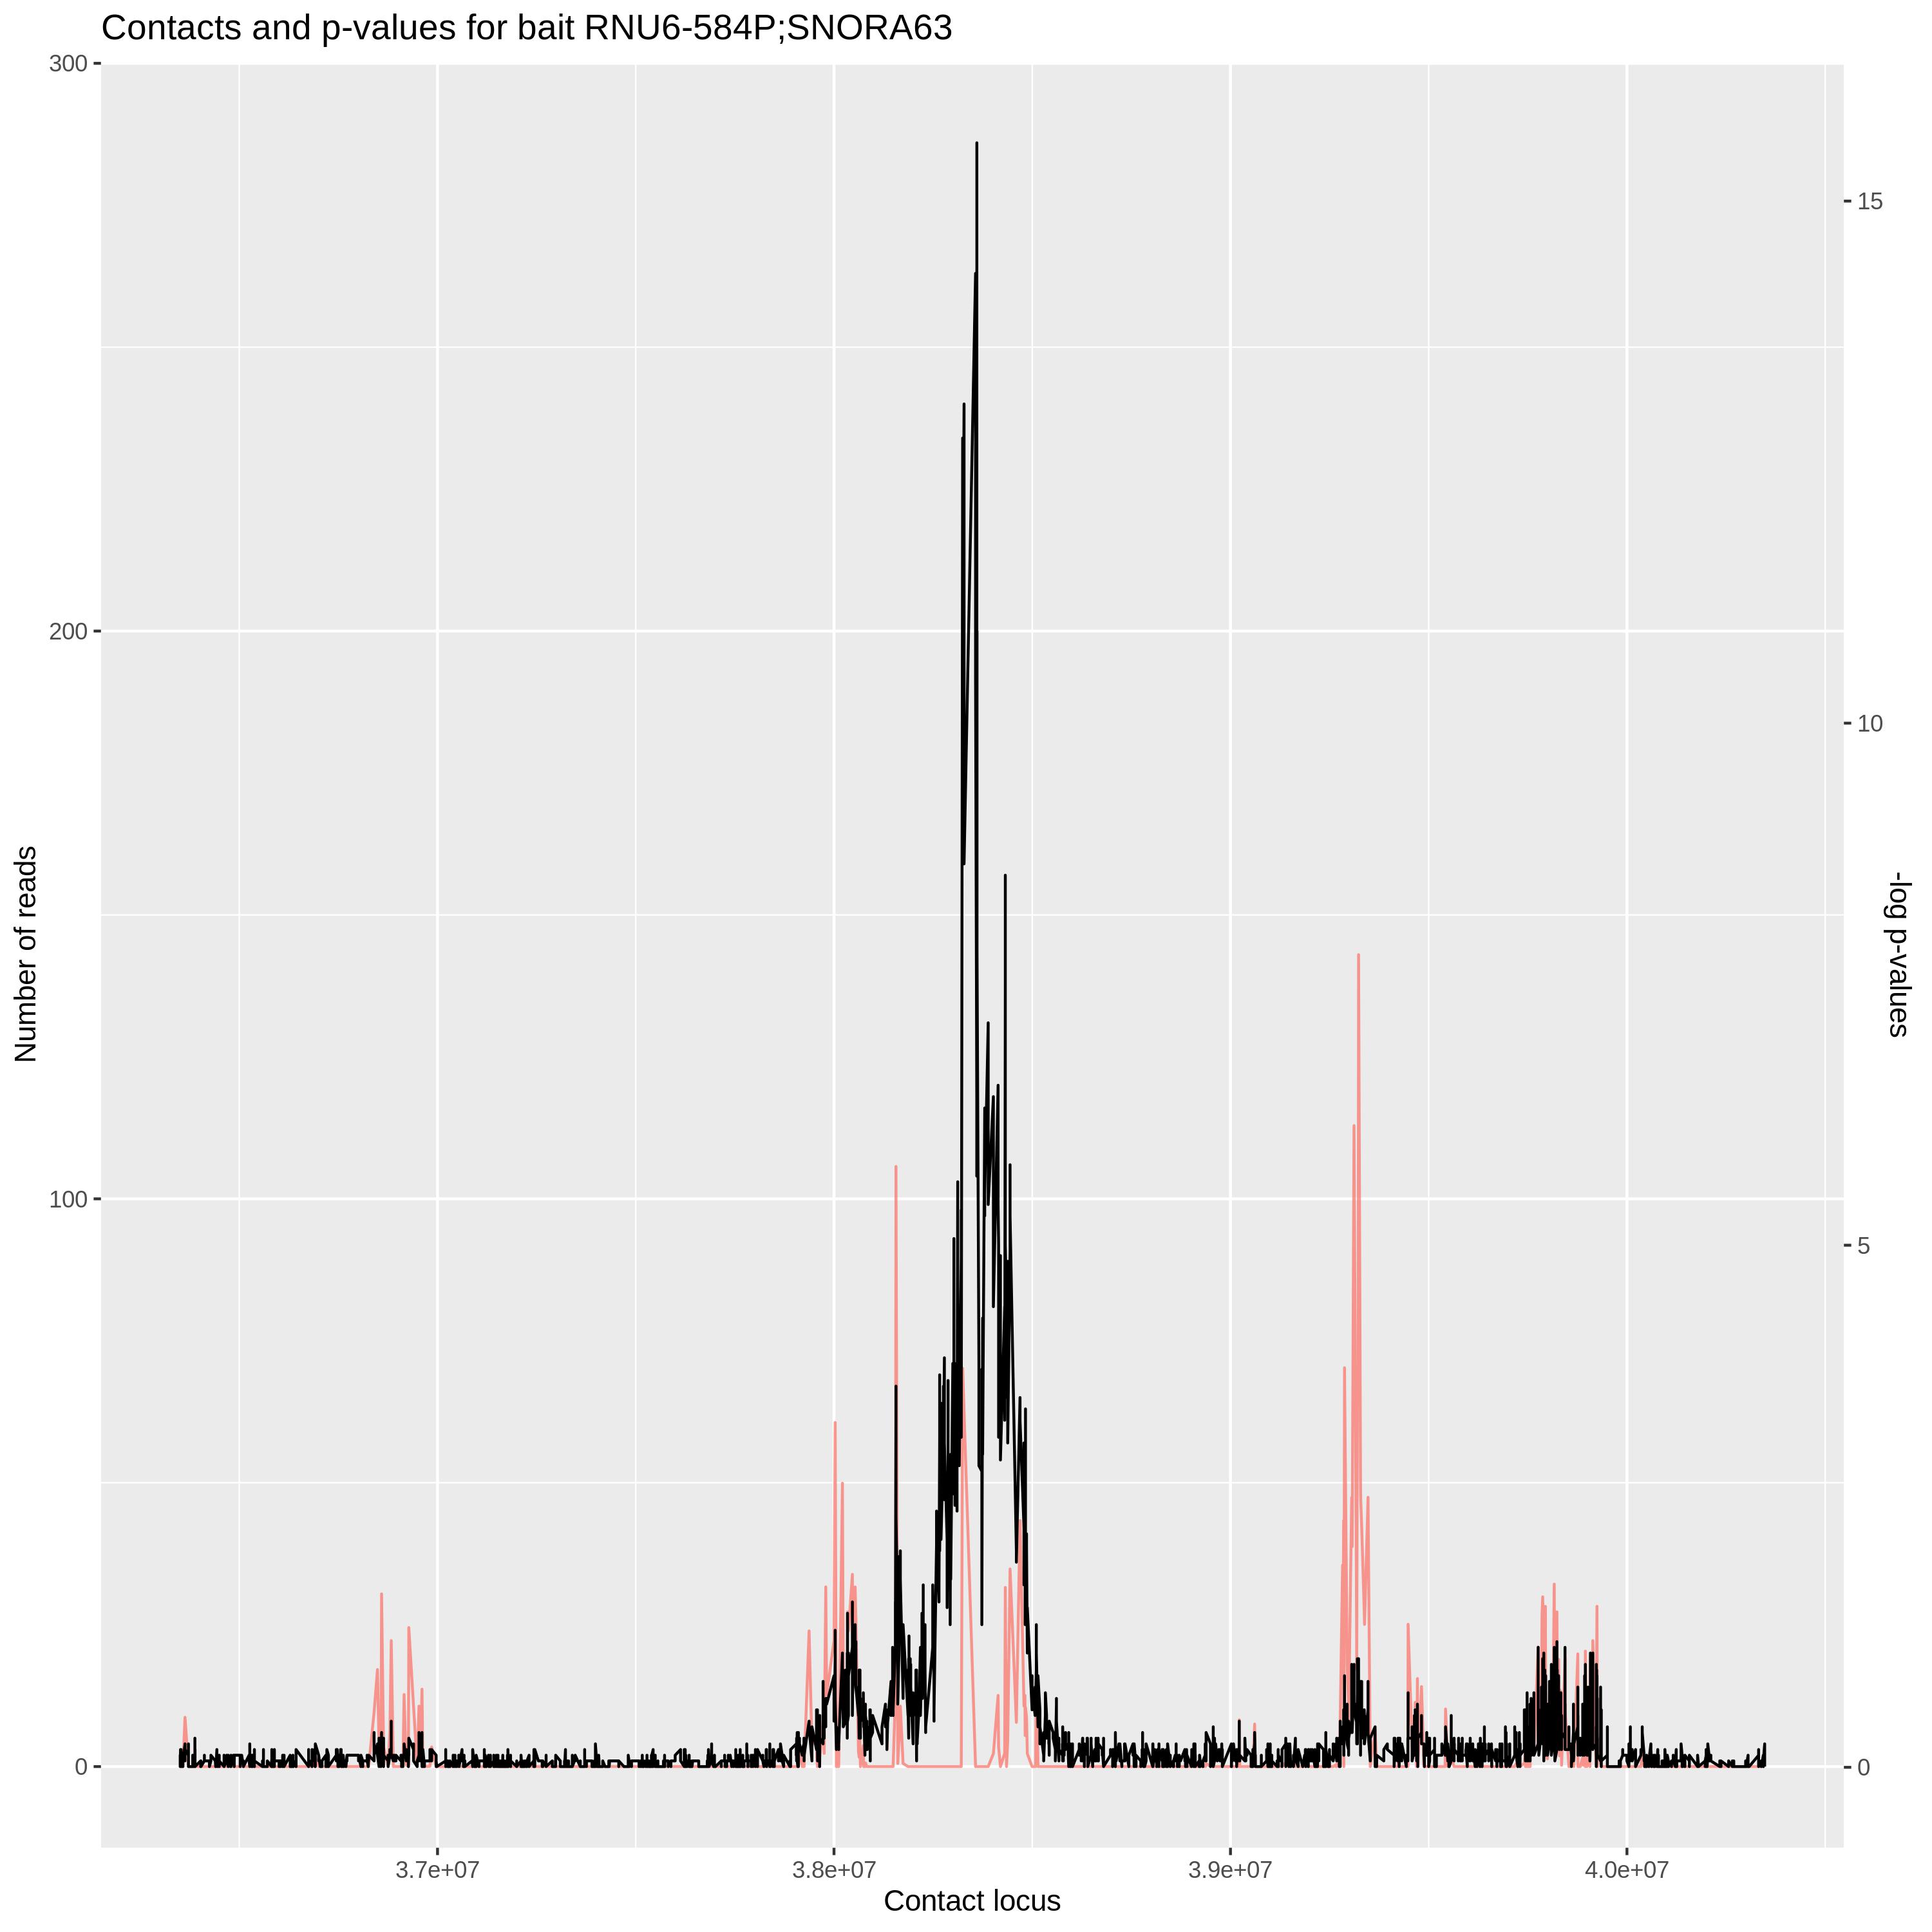 Contacts and p-values for bait RNU6-584P;SNORA63
300
200
100
0
Number of reads
15
10
5
0
-log p-values
3.7e+07
3.8e+07
3.9e+07
4.0e+07
Contact locus